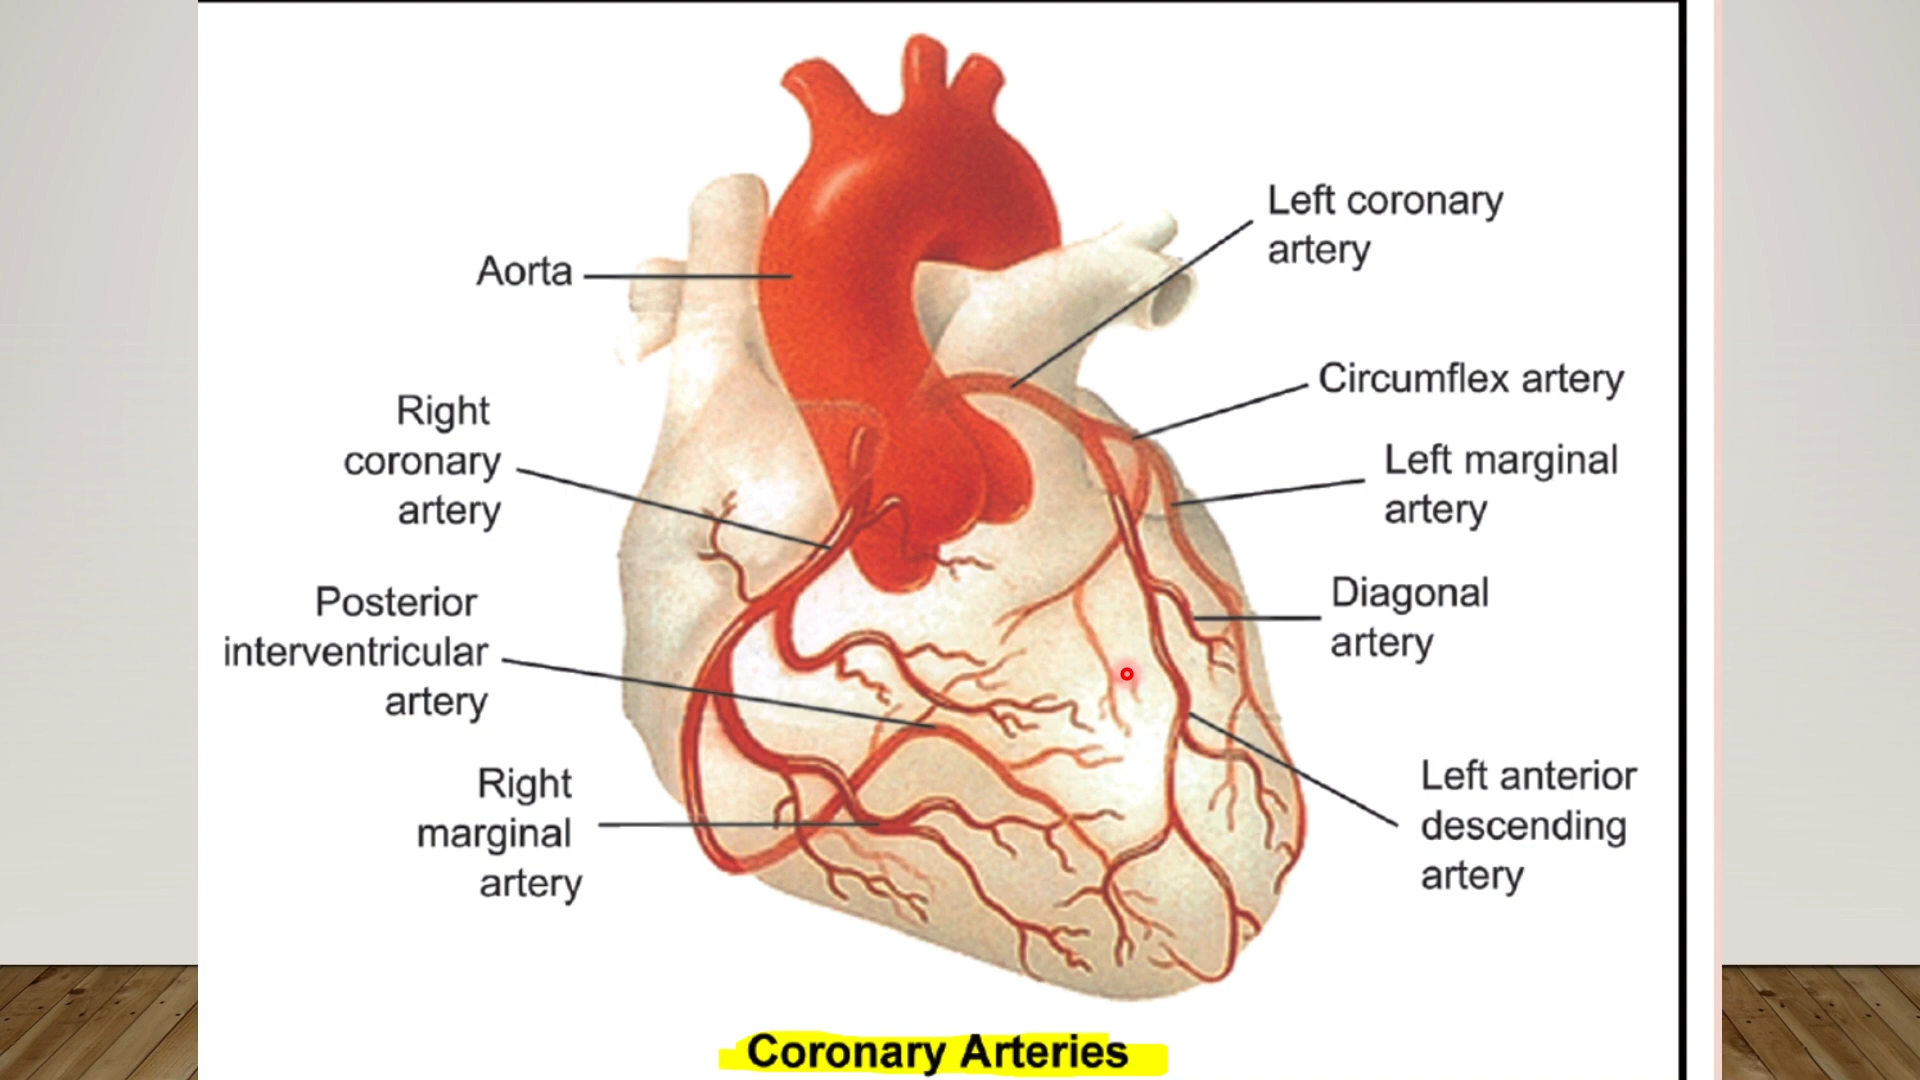 Left coronary
artery
Aorta
Circumflex artery
Right
coronary
artery
Left marginal
artery
Posterior
interventricular
artery
Diagonal
artery
Right
marginal
artery
Left anterior
descending
artery
Coronary Arteries